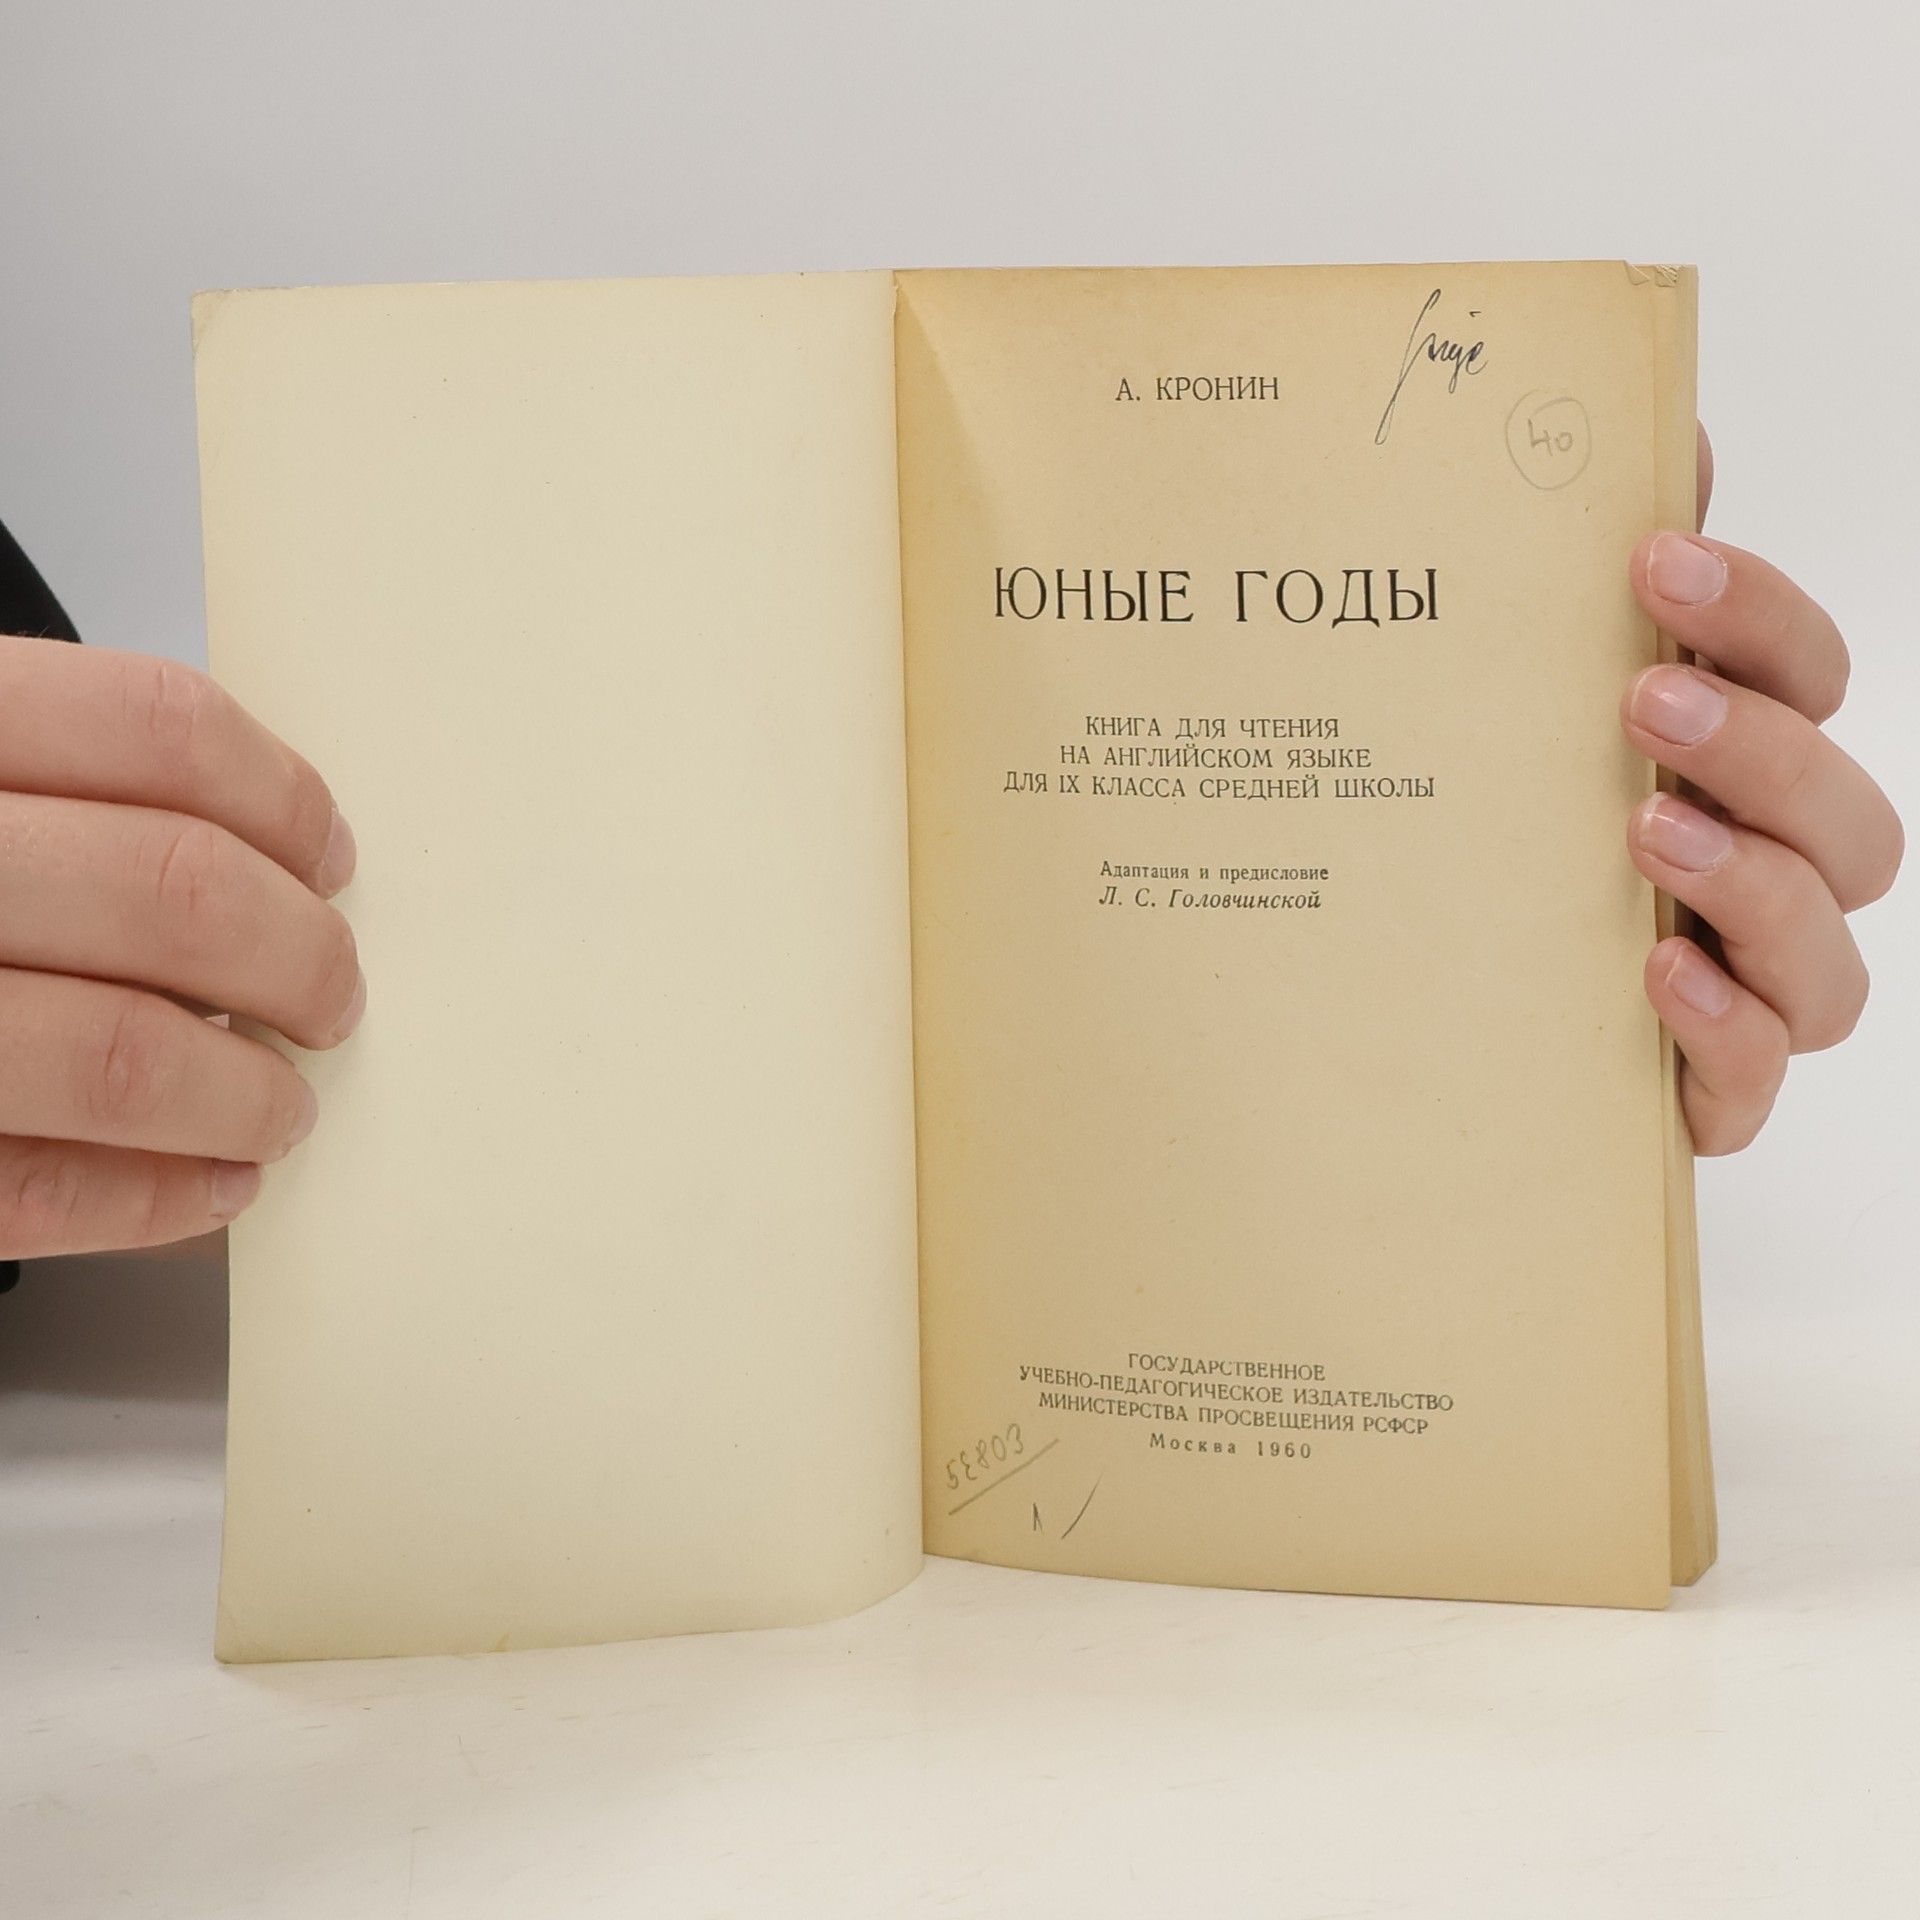 А. КРОНИН
40
ЮНЫЕ ГОДЫ
КНИГА ДЛЯ ЧТЕНИЯ
НА АНГЛИЙСКОМ ЯЗЫКЕ
ДЛЯ IX КЛАССА СРЕДНЕЙ ШКОЛЫ
Адаптация и предисловие
Л. С. Головчинской
ГОСУДАРСТВЕННОЕ
УЧЕБНО-ПЕДАГОГИЧЕСКОЕ ИЗДАТЕЛЬСТВО
МИНИСТЕРСТВА ПРОСВЕЩЕНИЯ РСФСР
Москва 1960